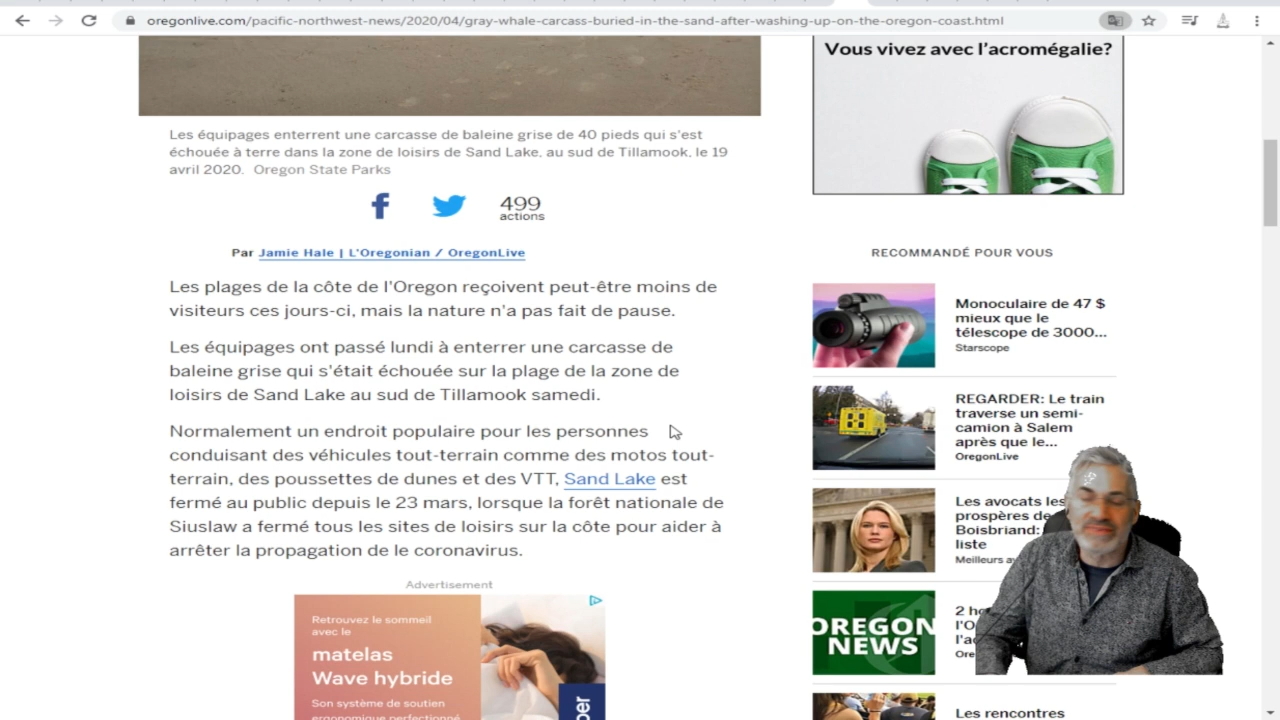 oregonlive.com/pacific-northwest-news/2020/04/gray-whale-carcass-buried-in-the-sand-after-washing-up-on-the-oregon-coast.html
Les équipages enterrent une carcasse de baleine grise de 40 pieds qui s'est
échouée à terre dans la zone de loisirs de Sand Lake, au sud de Tillamook, le 19
avril 2020. Oregon State Parks
499
actions
Par Jamie Hale | L'Oregonian / OregonLive
Les plages de la côte de l'Oregon reçoivent peut-être moins de
visiteurs ces jours-ci, mais la nature n'a pas fait de pause.
Les équipages ont passé lundi à enterrer une carcasse de
baleine grise qui s'était échouée sur la plage de la zone de
loisirs de Sand Lake au sud de Tillamook samedi.
Normalement un endroit populaire pour les personnes
conduisant des véhicules tout-terrain comme des motos tout-
terrain, des poussettes de dunes et des VTT, Sand Lake est
fermé au public depuis le 23 mars, lorsque la forêt nationale de
Siuslaw a fermé tous les sites de loisirs sur la côte pour aider à
arrêter la propagation de le coronavirus.
Advertisement
Retrouvez le sommeil
avec le
matelas
Wave hybride
Son système de soutien
ergonomique perfectionné
Vous vivez avec l'acromégalie?
RECOMMANDÉ POUR VOUS
Monoculaire de 47 $
mieux que le
télescope de 3000...
Starscope
REGARDER: Le train
traverse un semi-
camion à Salem
après que le...
OregonLive
Les avocats les
prospères de
Boisbriand:
liste
Meilleurs
OREGON
NEWS
2
Les rencontres